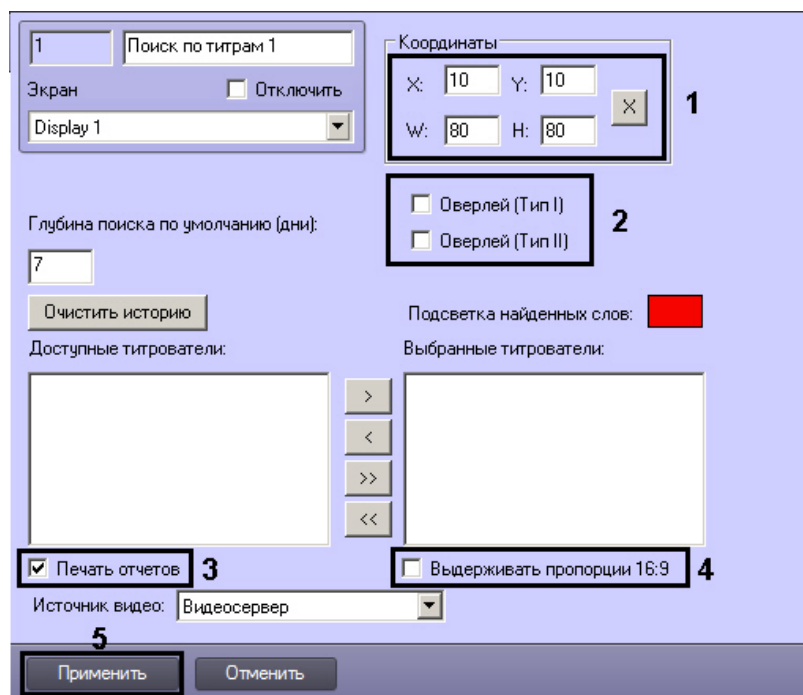 1 Поиск по титрам 1
Экран Отключить
Display 1
Координаты
X: 10 Y: 10
W: 80 H: 80
X
1
Оверлей (Тип I)
Оверлей (Тип II)
2
Глубина поиска по умолчанию (дни):
7
Очистить историю
Подсветка найденных слов:
Доступные титрователи:
Выбранные титрователи:
>
<
>>
<<
Печать отчетов 3
Выдерживать пропорции 16:9 4
Источник видео: Видеосервер
5
Применить Отменить